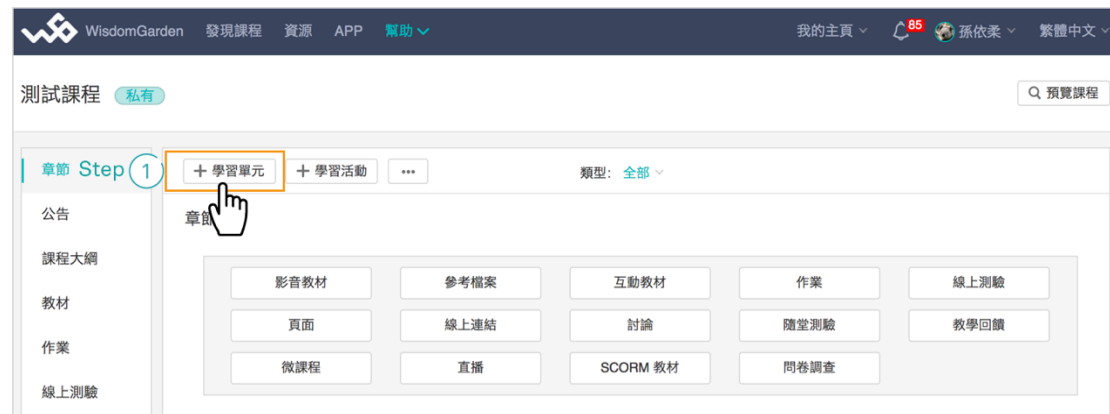 WisdomGarden 發現課程 資源 APP 幫助 我的主頁 85 孫依柔 繁體中文
測試課程 私有 預覽課程
章節 Step 1 + 學習單元 + 學習活動 ••• 類型: 全部
公告 章節
課程大綱
影音教材 參考檔案 互動教材 作業 線上測驗
教材
頁面 線上連結 討論 隨堂測驗 教學回饋
作業
微課程 直播 SCORM 教材 問卷調查
線上測驗